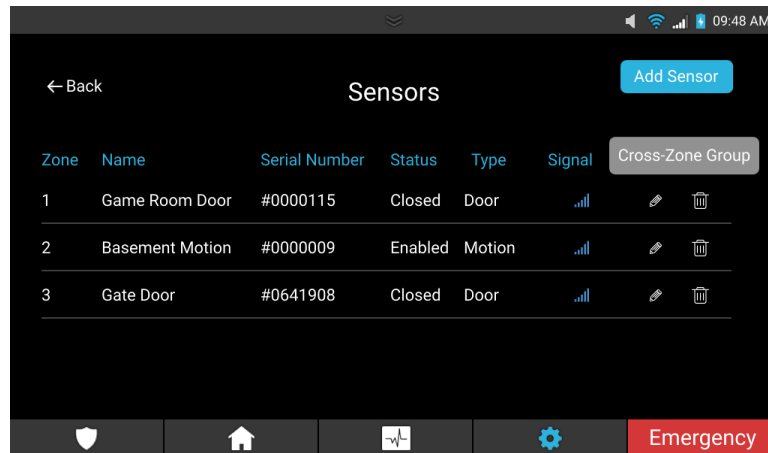 09:48 AM
← Back
Sensors
Add Sensor
Zone Name Serial Number Status Type Signal Cross-Zone Group
1 Game Room Door #0000115 Closed Door
2 Basement Motion #0000009 Enabled Motion
3 Gate Door #0641908 Closed Door
Emergency